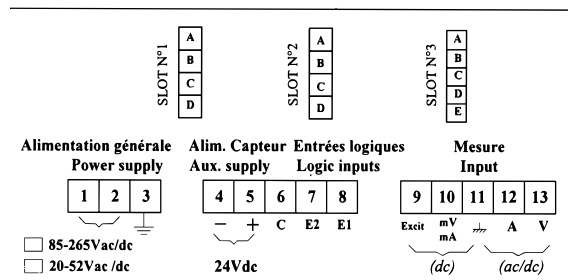 SLOT N°1
A
B
C
D
SLOT N°2
A
B
C
D
SLOT N°3
A
B
C
D
E
Alimentation générale
Power supply
Alim. Capteur
Aux. supply
Entrées logiques
Logic inputs
Mesure
Input
1 2 3
4 5 6 7 8
9 10 11 12 13
− + C E2 E1
Excit mV A V
mA
85-265Vac/dc
20-52Vac /dc
24Vdc
(dc) (ac/dc)